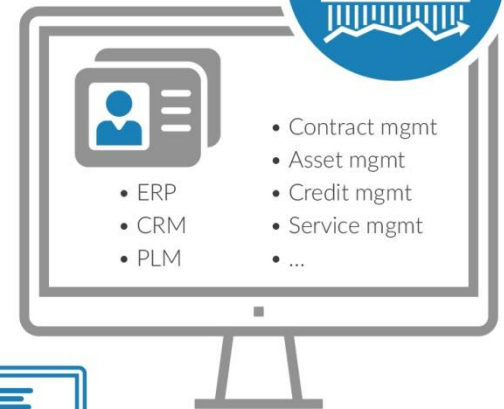 • ERP
• CRM
• PLM
• Contract mgmt
• Asset mgmt
• Credit mgmt
• Service mgmt
• ...